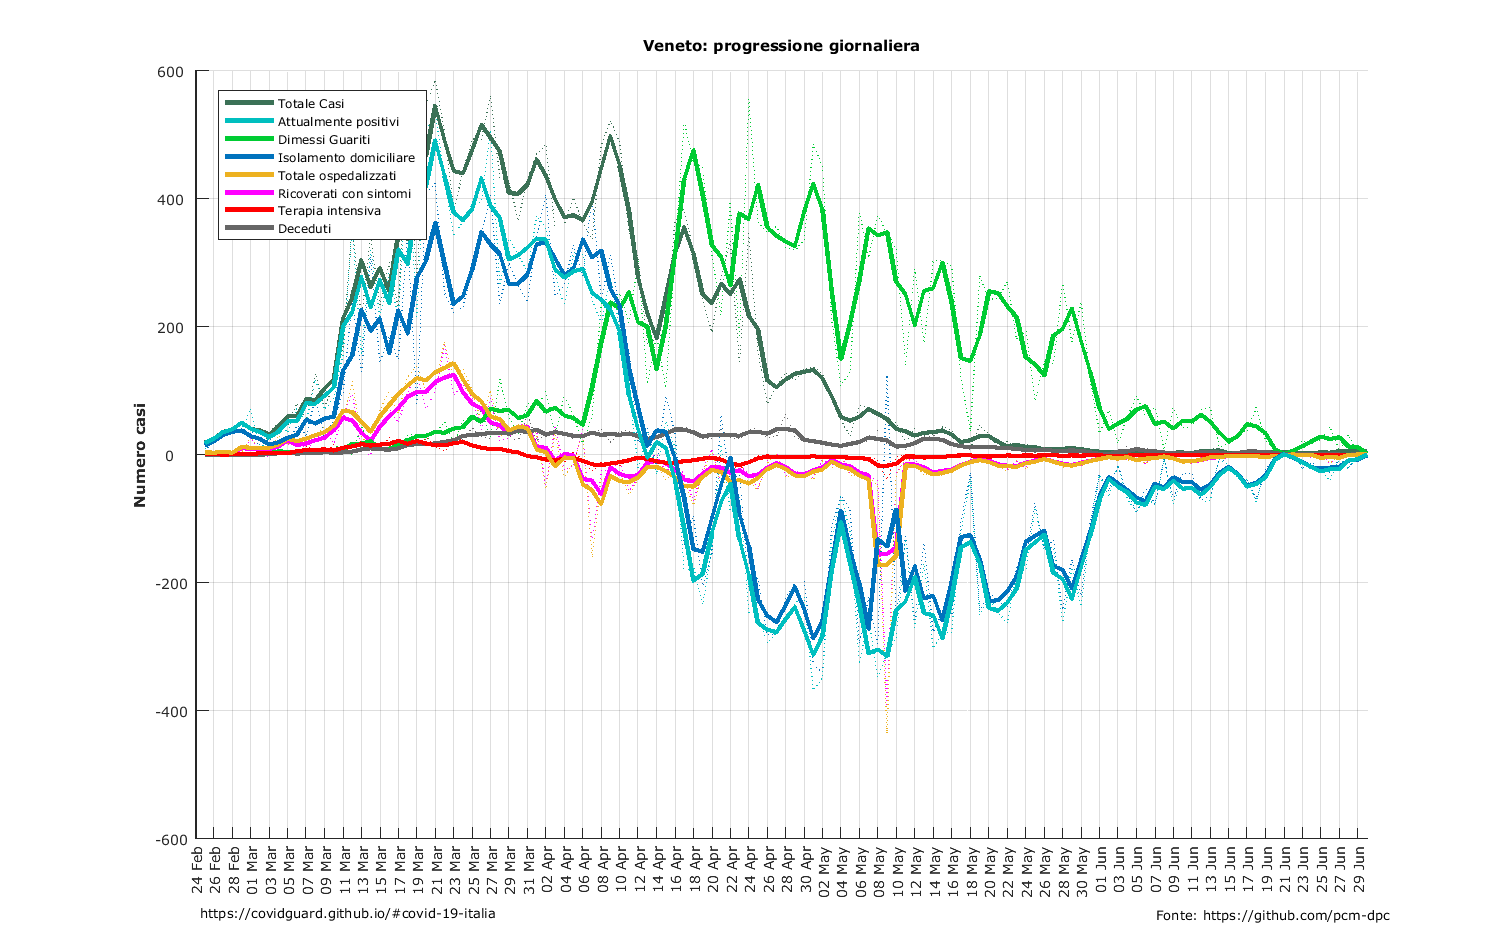 Veneto: progressione giornaliera
Numero casi
600
400
200
0
-200
-400
-600
Totale Casi
Attualmente positivi
Dimessi Guariti
Isolamento domiciliare
Totale ospedalizzati
Ricoverati con sintomi
Terapia intensiva
Deceduti
24 Feb
26 Feb
28 Feb
01 Mar
03 Mar
05 Mar
07 Mar
09 Mar
11 Mar
13 Mar
15 Mar
17 Mar
19 Mar
21 Mar
23 Mar
25 Mar
27 Mar
29 Mar
31 Mar
02 Apr
04 Apr
06 Apr
08 Apr
10 Apr
12 Apr
14 Apr
16 Apr
18 Apr
20 Apr
22 Apr
24 Apr
26 Apr
28 Apr
30 Apr
02 May
04 May
06 May
08 May
10 May
12 May
14 May
16 May
18 May
20 May
22 May
24 May
26 May
28 May
30 May
01 Jun
03 Jun
05 Jun
07 Jun
09 Jun
11 Jun
13 Jun
15 Jun
17 Jun
19 Jun
21 Jun
23 Jun
25 Jun
27 Jun
29 Jun
https://covidguard.github.io/#covid-19-italia
Fonte: https://github.com/pcm-dpc